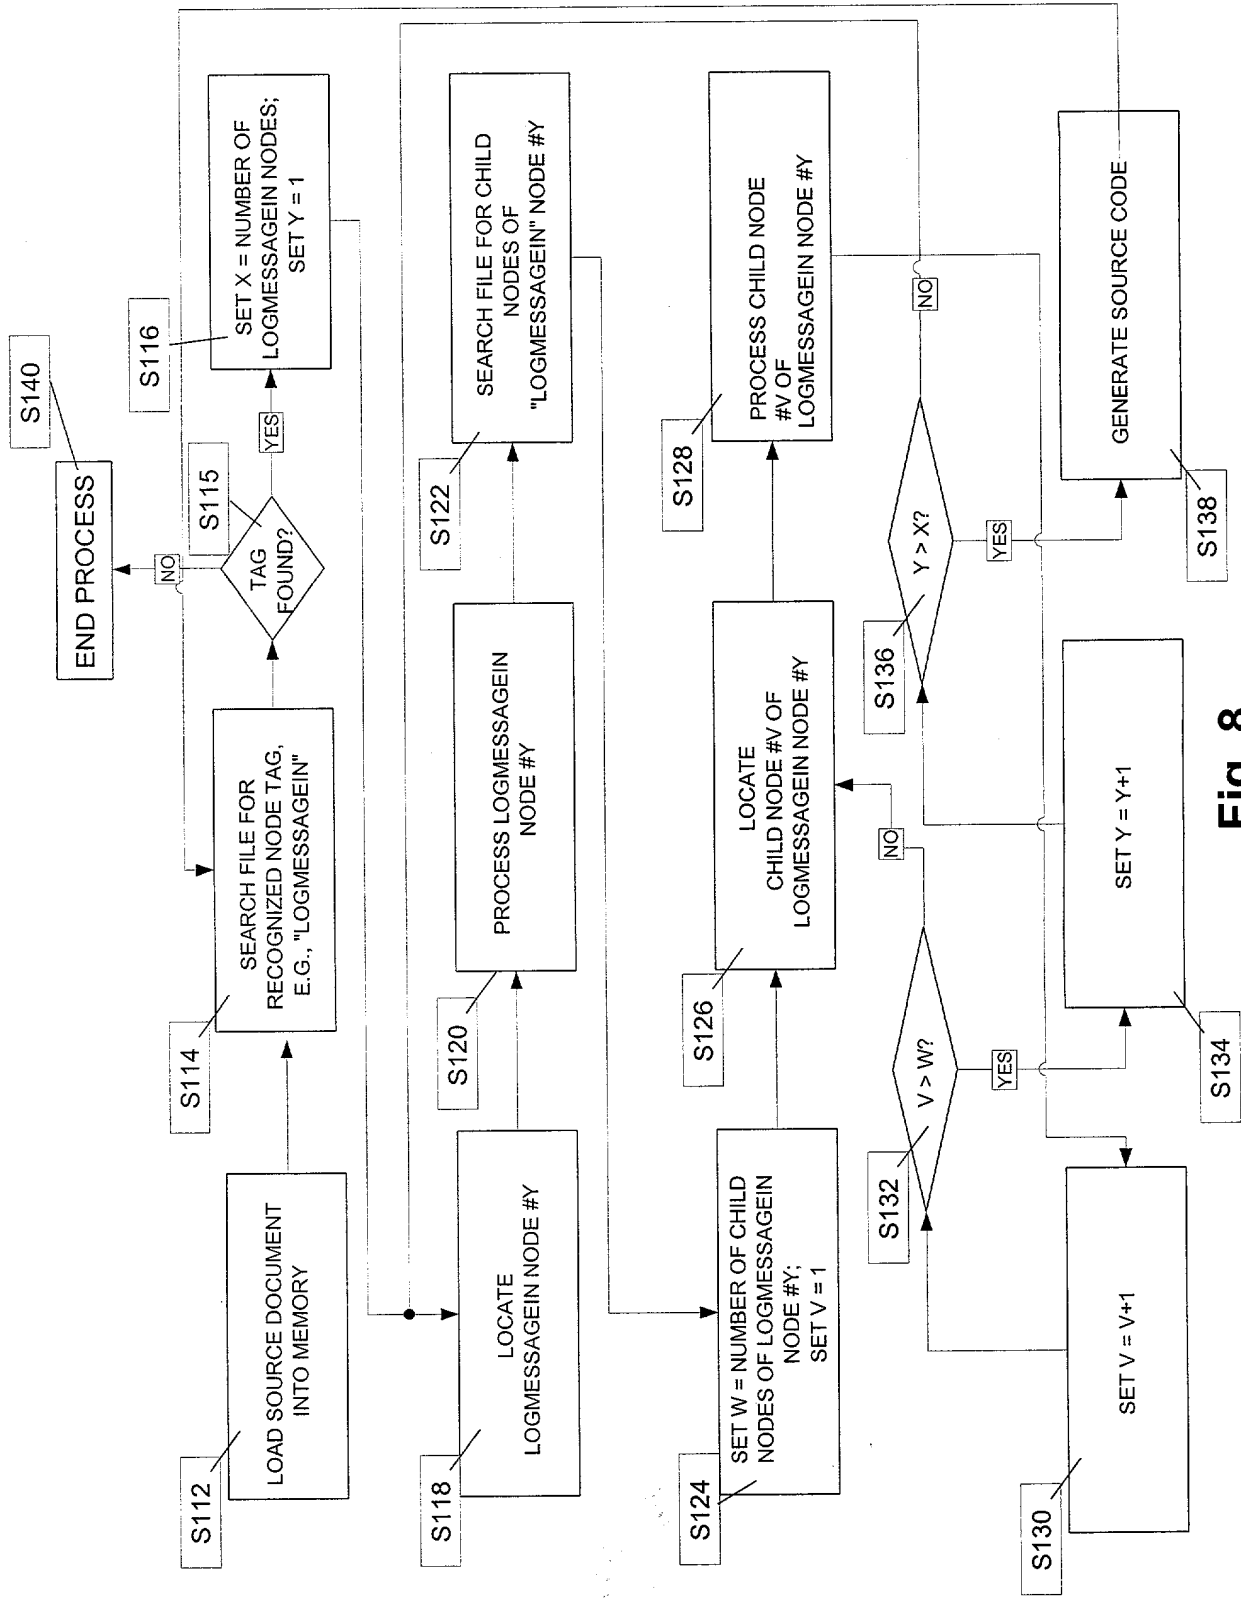 S112
LOAD SOURCE DOCUMENT
INTO MEMORY
S114
SEARCH FILE FOR
RECOGNIZED NODE TAG,
E.G., "LOGMESSAGEIN"
S115
TAG
FOUND?
NO
YES
S140
END PROCESS
S116
SET X = NUMBER OF
LOGMESSAGEIN NODES;
SET Y = 1
S118
LOCATE
LOGMESSAGEIN NODE #Y
S120
PROCESS LOGMESSAGEIN
NODE #Y
S122
SEARCH FILE FOR CHILD
NODES OF
"LOGMESSAGEIN" NODE #Y
S124
SET W = NUMBER OF CHILD
NODES OF LOGMESSAGEIN
NODE #Y;
SET V = 1
S126
LOCATE
CHILD NODE #V OF
LOGMESSAGEIN NODE #Y
S128
PROCESS CHILD NODE
#V OF
LOGMESSAGEIN NODE #Y
S130
SET V = V+1
S132
V > W?
NO
YES
S134
SET Y = Y+1
S136
Y > X?
NO
YES
S138
GENERATE SOURCE CODE
Fig. 8